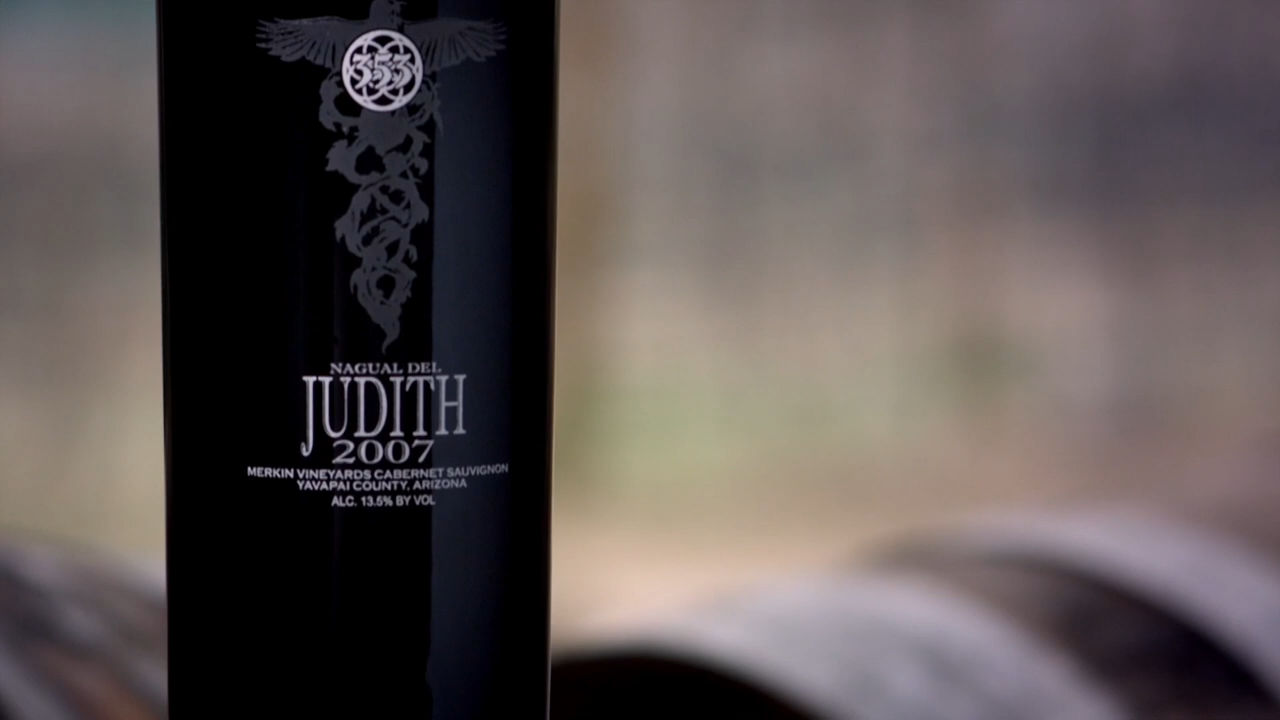 353
NAGUAL DEL
JUDITH
2007
MERKIN VINEYARDS CABERNET SAUVIGNON
YAVAPAI COUNTY, ARIZONA
ALC. 13.5% BY VOL